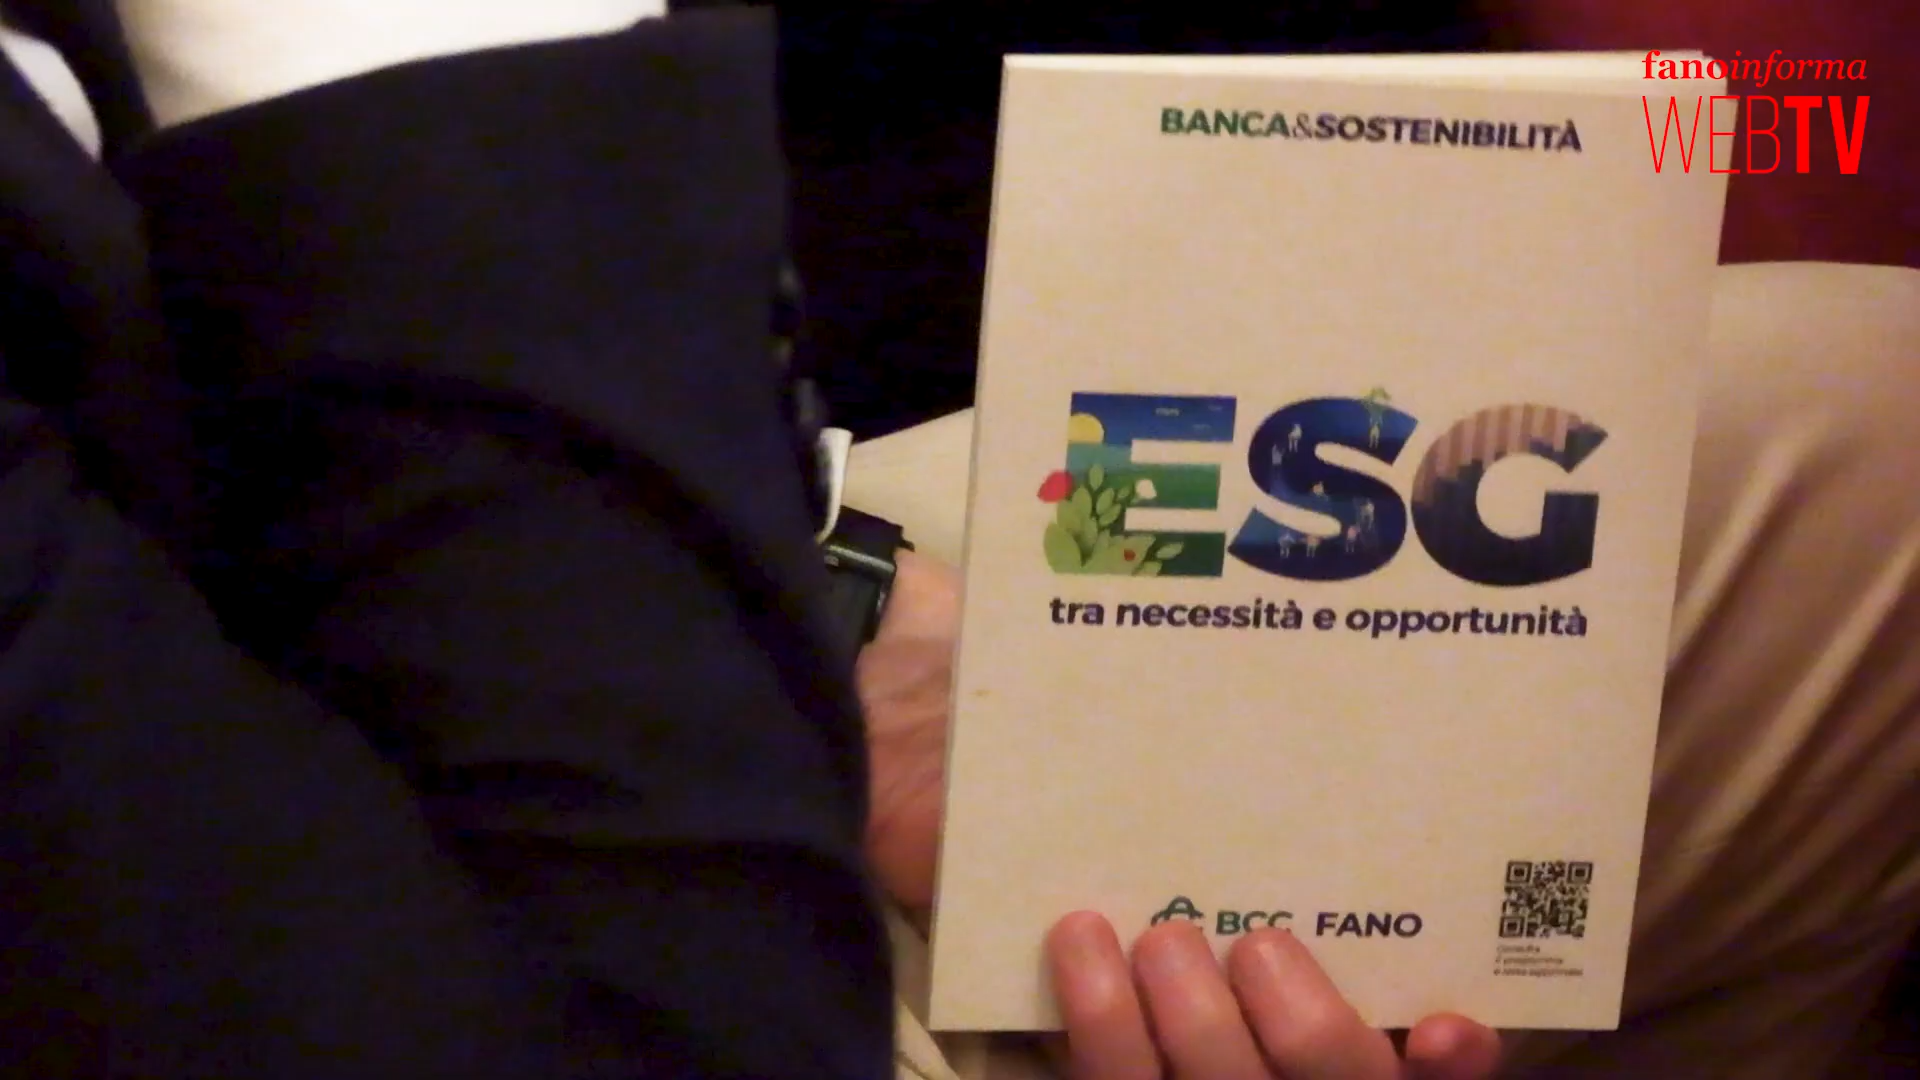 fanoinforma
WEBTV
BANCA&SOSTENIBILITÀ
ESG
tra necessità e opportunità
BCC FANO